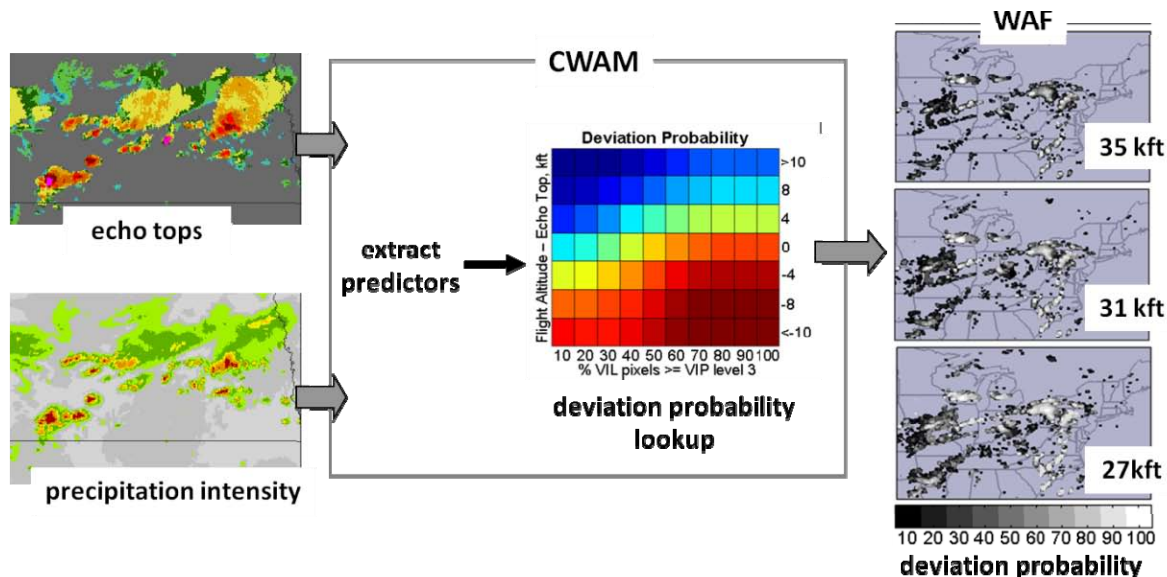 echo tops
precipitation intensity
CWAM
extract
predictors
Deviation Probability
Flight Altitude – Echo Top, kft
>10
8
4
0
-4
-8
<-10
10 20 30 40 50 60 70 80 90 100
% VIL pixels >= VIP level 3
deviation probability
lookup
WAF
35 kft
31 kft
27kft
10 20 30 40 50 60 70 80 90 100
deviation probability